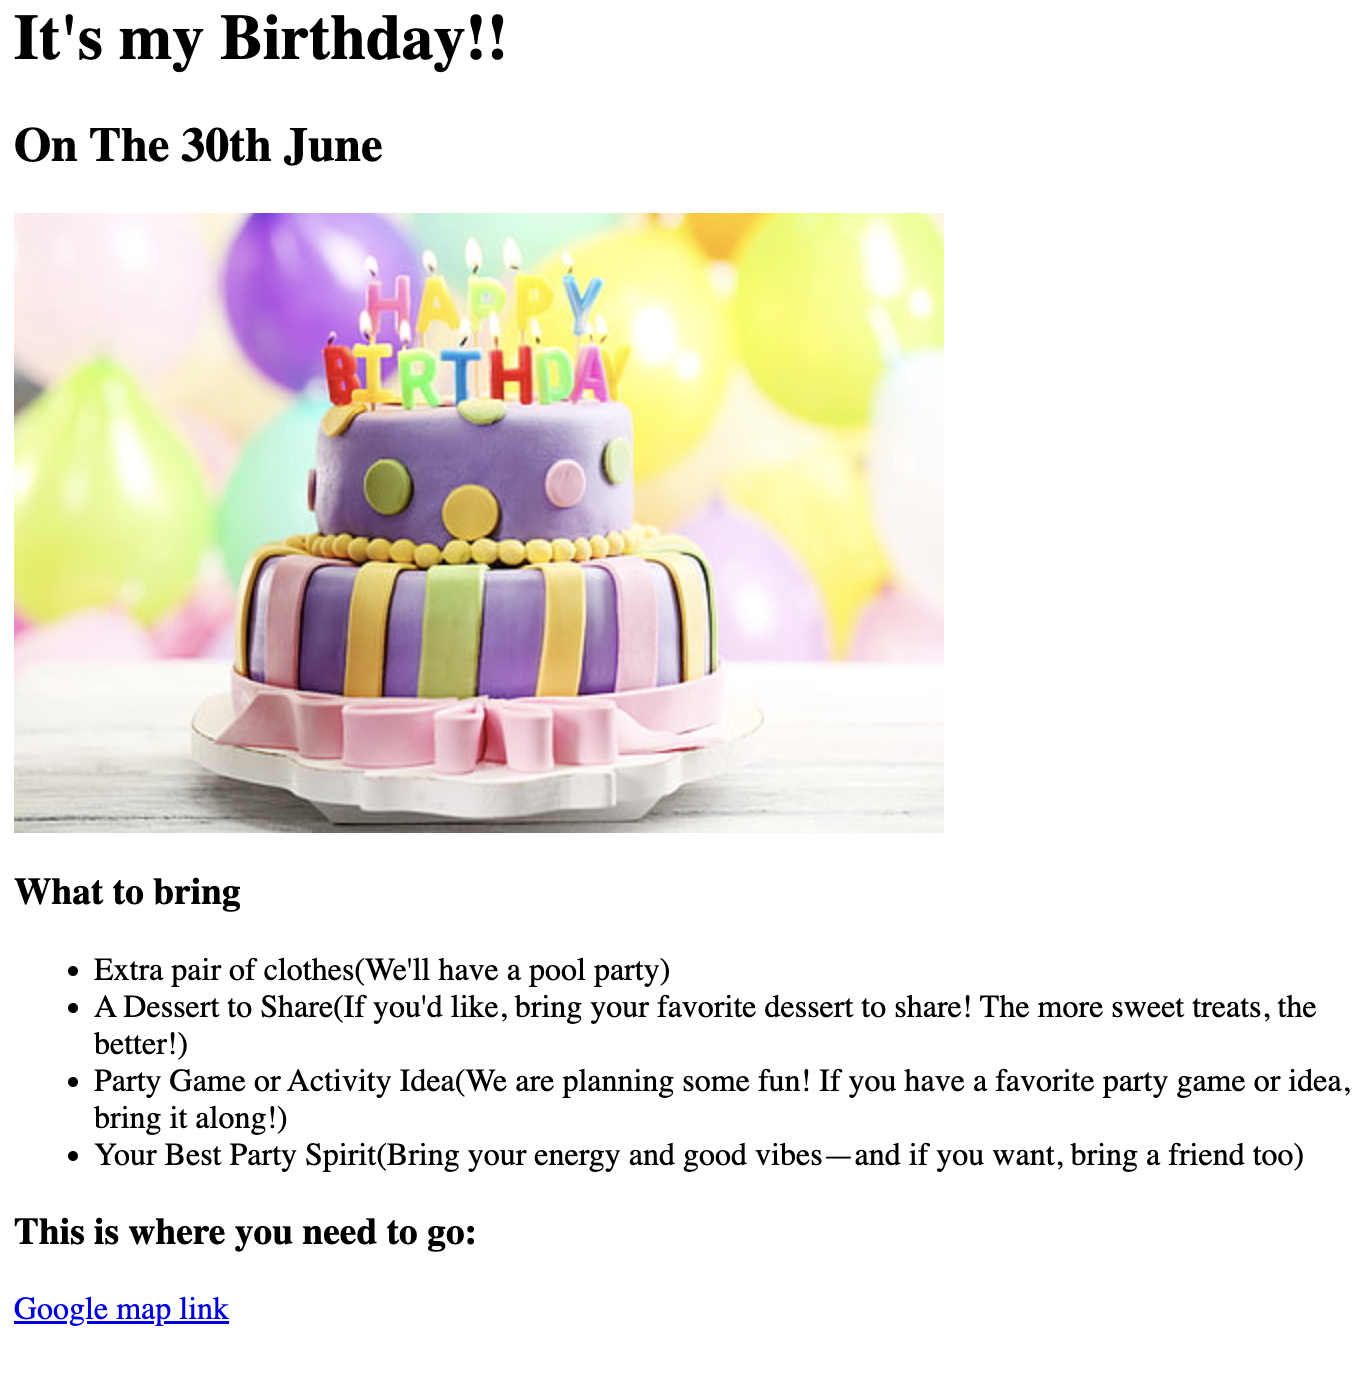 It's my Birthday!!
On The 30th June
HAPPY
BIRTHDAY
What to bring
Extra pair of clothes(We'll have a pool party)
A Dessert to Share(If you'd like, bring your favorite dessert to share! The more sweet treats, the
better!)
Party Game or Activity Idea(We are planning some fun! If you have a favorite party game or idea,
bring it along!)
Your Best Party Spirit(Bring your energy and good vibes—and if you want, bring a friend too)
This is where you need to go:
Google map link